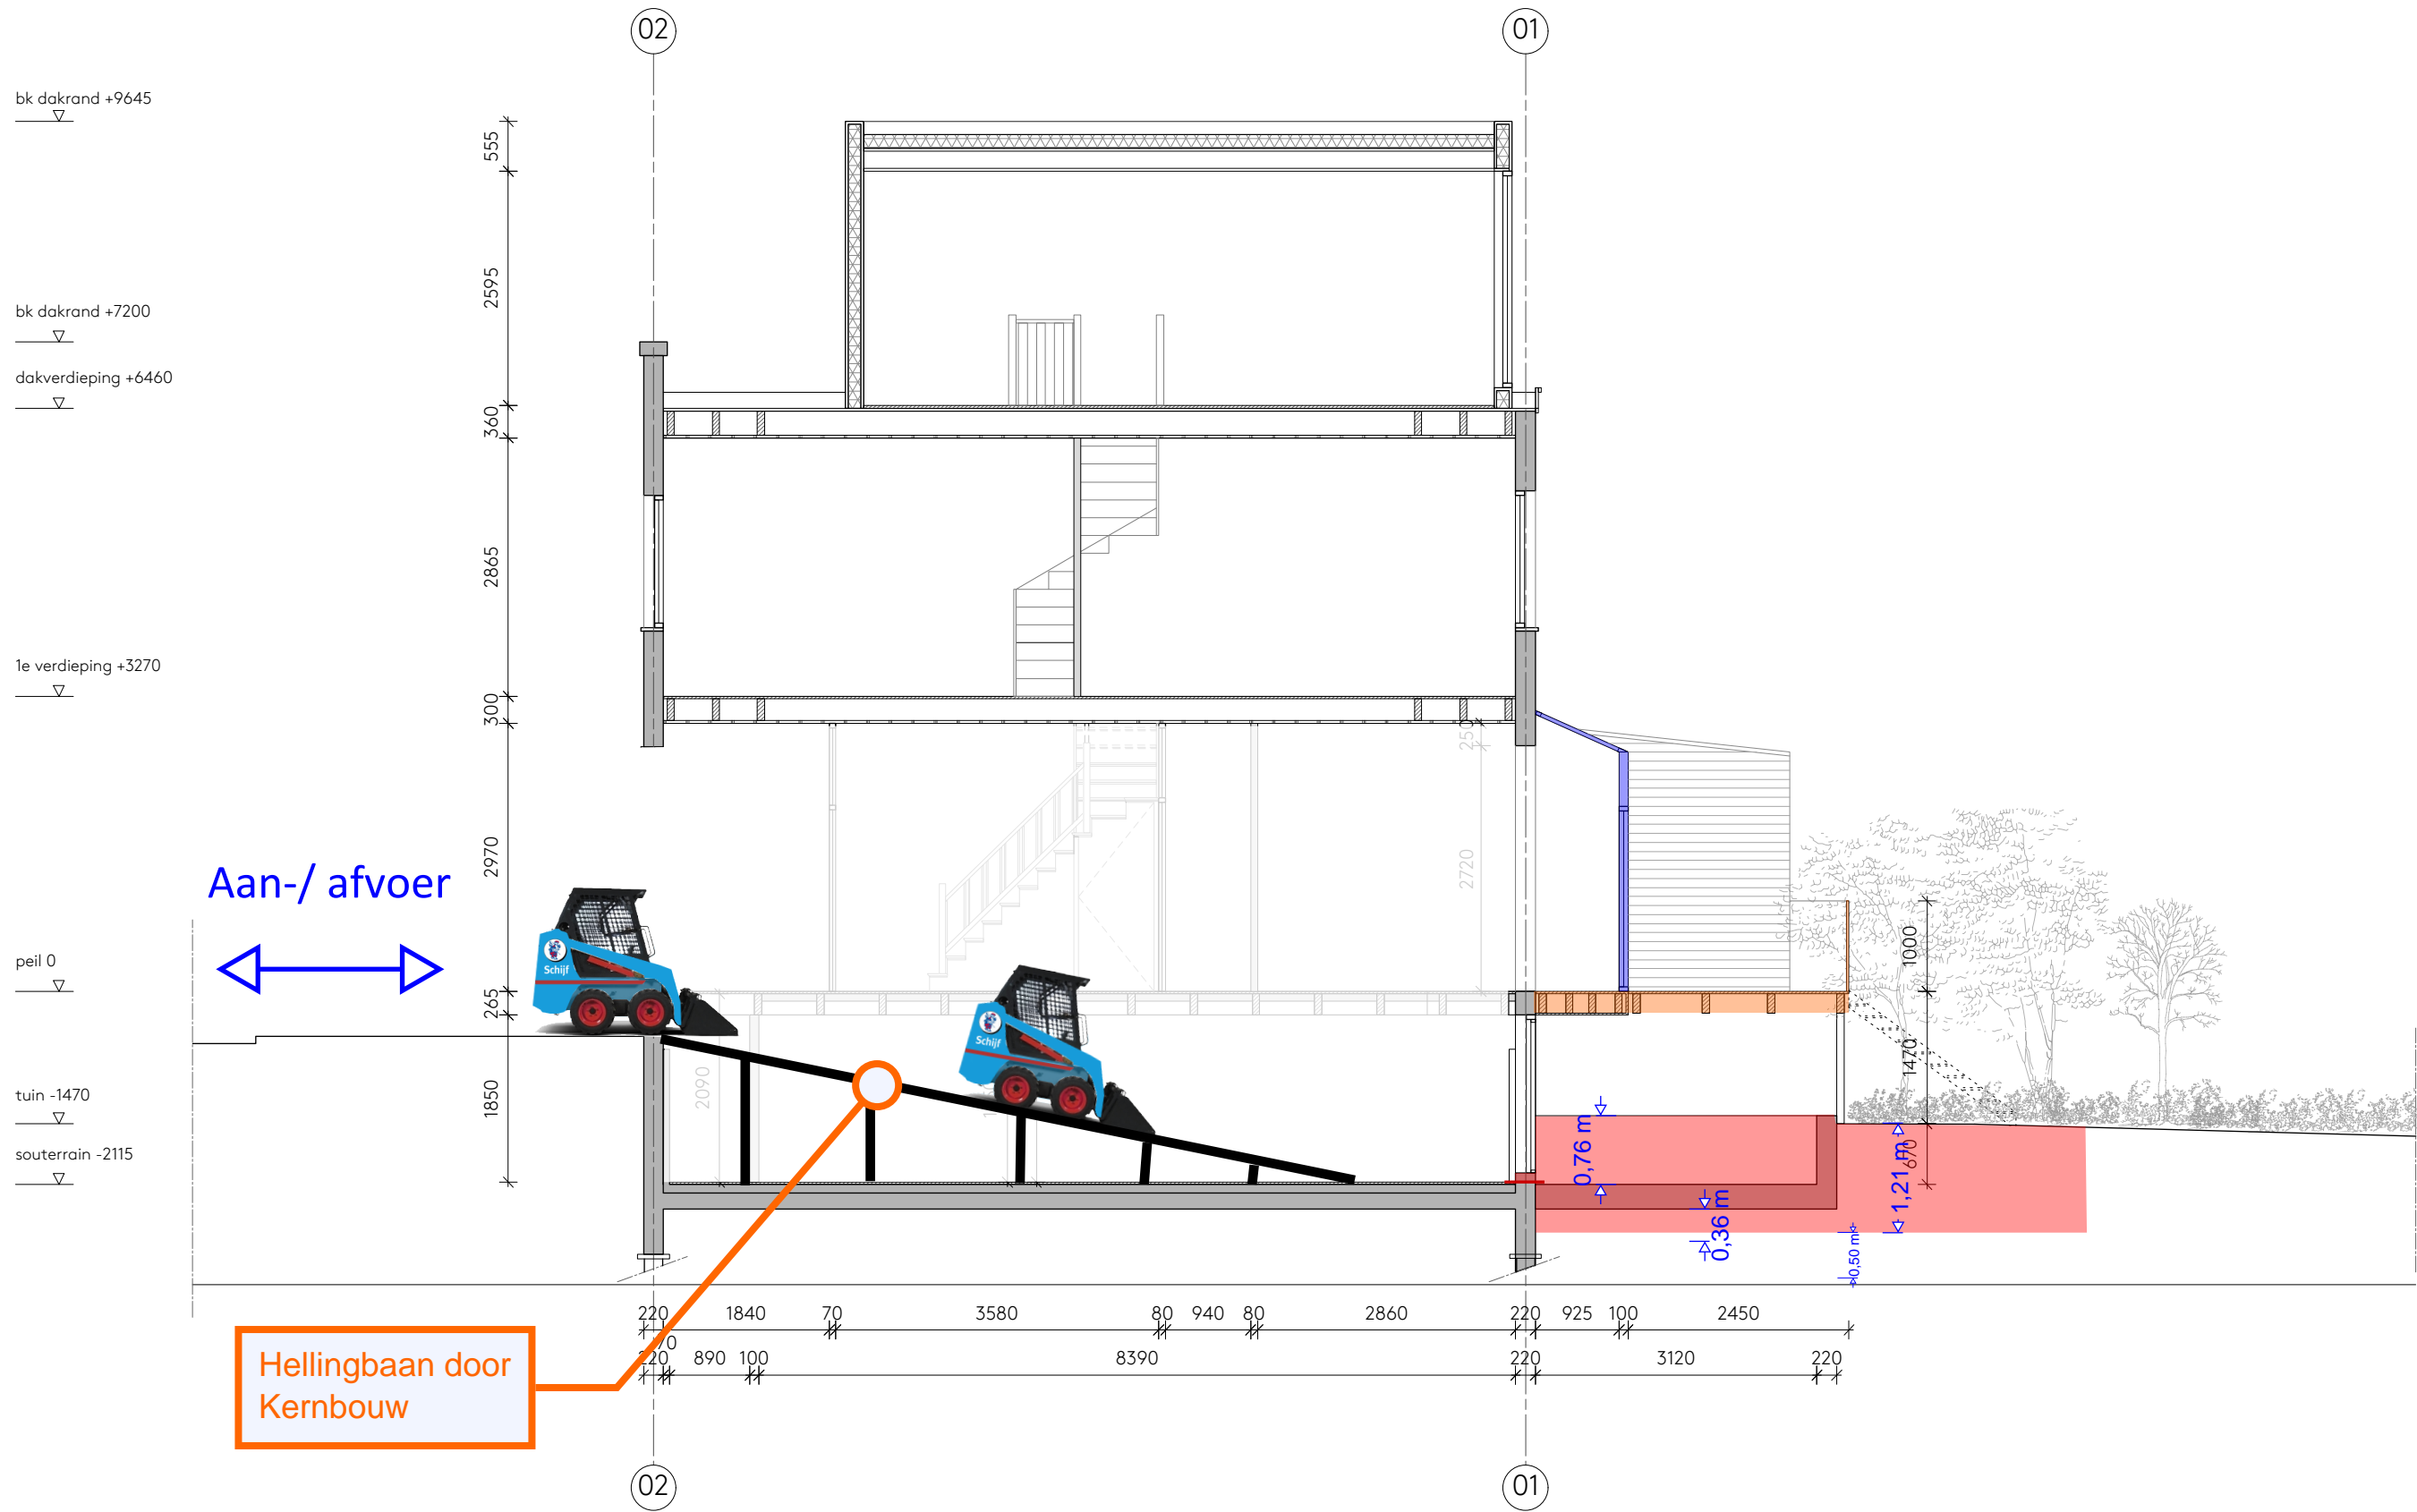 02
01
bk dakrand +9645
bk dakrand +7200
dakverdieping +6460
1e verdieping +3270
peil 0
tuin -1470
souterrain -2115
555
2595
360
2865
300
2970
265
1850
Aan-/ afvoer
Schijf
Schijf
2090
250
2720
1000
1470
670
0,76 m
0,36 m
1,21 m
0,50 m
220 1840 70 3580 80 940 80 2860 220 925 100 2450
70
220 890 100 8390 220 3120 220
Hellingbaan door
Kernbouw
02
01